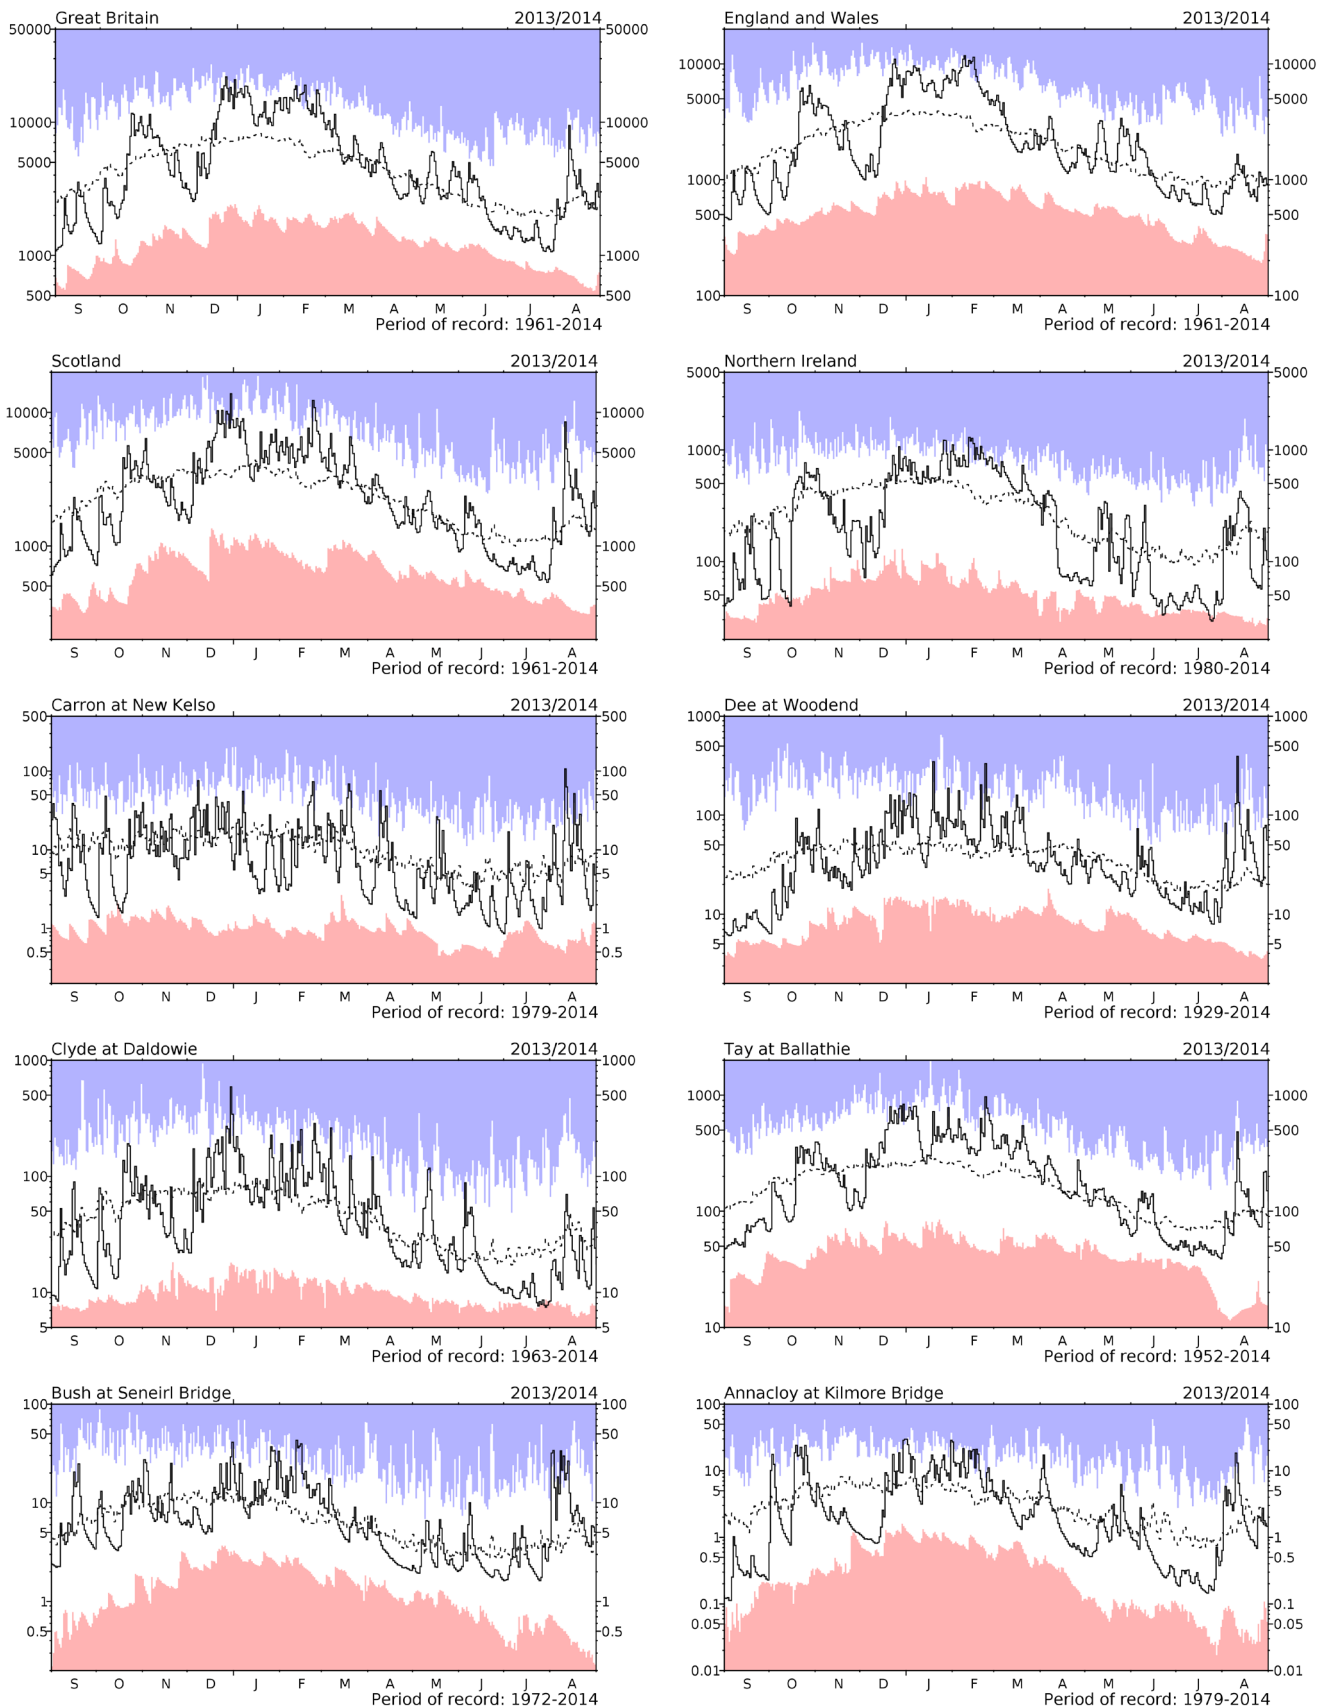 Great Britain 2013/2014
50000 50000
10000 10000
5000 5000
1000 1000
500 500
S O N D J F M A M J J A
Period of record: 1961-2014
England and Wales 2013/2014
10000 10000
5000 5000
1000 1000
500 500
100 100
S O N D J F M A M J J A
Period of record: 1961-2014
Scotland 2013/2014
10000 10000
5000 5000
1000 1000
500 500
S O N D J F M A M J J A
Period of record: 1961-2014
Northern Ireland 2013/2014
5000 5000
1000 1000
500 500
100 100
50 50
S O N D J F M A M J J A
Period of record: 1980-2014
Carron at New Kelso 2013/2014
500 500
100 100
50 50
10 10
5 5
1 1
0.5 0.5
S O N D J F M A M J J A
Period of record: 1979-2014
Dee at Woodend 2013/2014
1000 1000
500 500
100 100
50 50
10 10
5 5
S O N D J F M A M J J A
Period of record: 1929-2014
Clyde at Daldowie 2013/2014
1000 1000
500 500
100 100
50 50
10 10
5 5
S O N D J F M A M J J A
Period of record: 1963-2014
Tay at Ballathie 2013/2014
1000 1000
500 500
100 100
50 50
10 10
S O N D J F M A M J J A
Period of record: 1952-2014
Bush at Seneirl Bridge 2013/2014
100 100
50 50
10 10
5 5
1 1
0.5 0.5
S O N D J F M A M J J A
Period of record: 1972-2014
Annacloy at Kilmore Bridge 2013/2014
100 100
50 50
10 10
5 5
1 1
0.5 0.5
0.1 0.1
0.05 0.05
0.01 0.01
S O N D J F M A M J J A
Period of record: 1979-2014